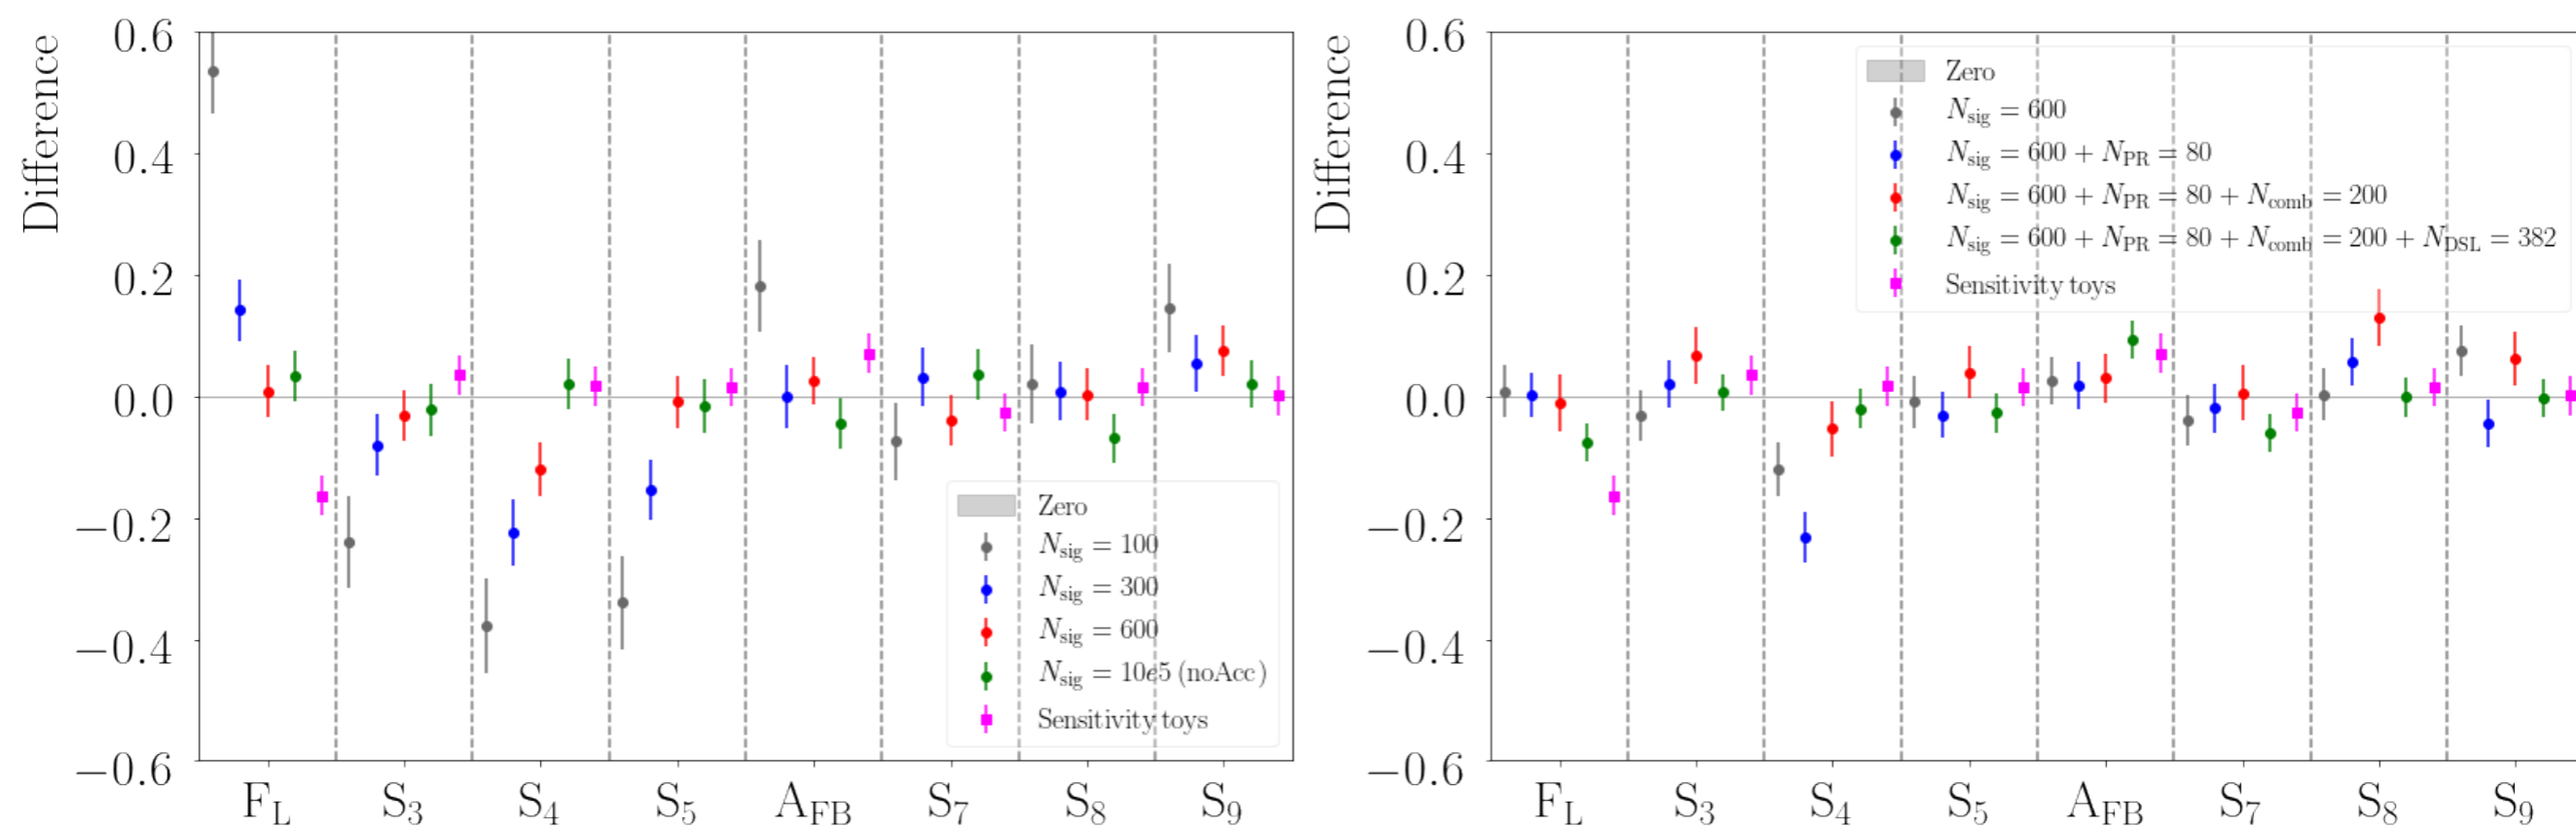 Difference
0.6
0.4
0.2
0.0
−0.2
−0.4
−0.6
F_L S_3 S_4 S_5 A_FB S_7 S_8 S_9
Zero
N_sig = 100
N_sig = 300
N_sig = 600
N_sig = 10e5 (noAcc)
Sensitivity toys
Difference
0.6
0.4
0.2
0.0
−0.2
−0.4
−0.6
F_L S_3 S_4 S_5 A_FB S_7 S_8 S_9
Zero
N_sig = 600
N_sig = 600 + N_PR = 80
N_sig = 600 + N_PR = 80 + N_comb = 200
N_sig = 600 + N_PR = 80 + N_comb = 200 + N_DSL = 382
Sensitivity toys